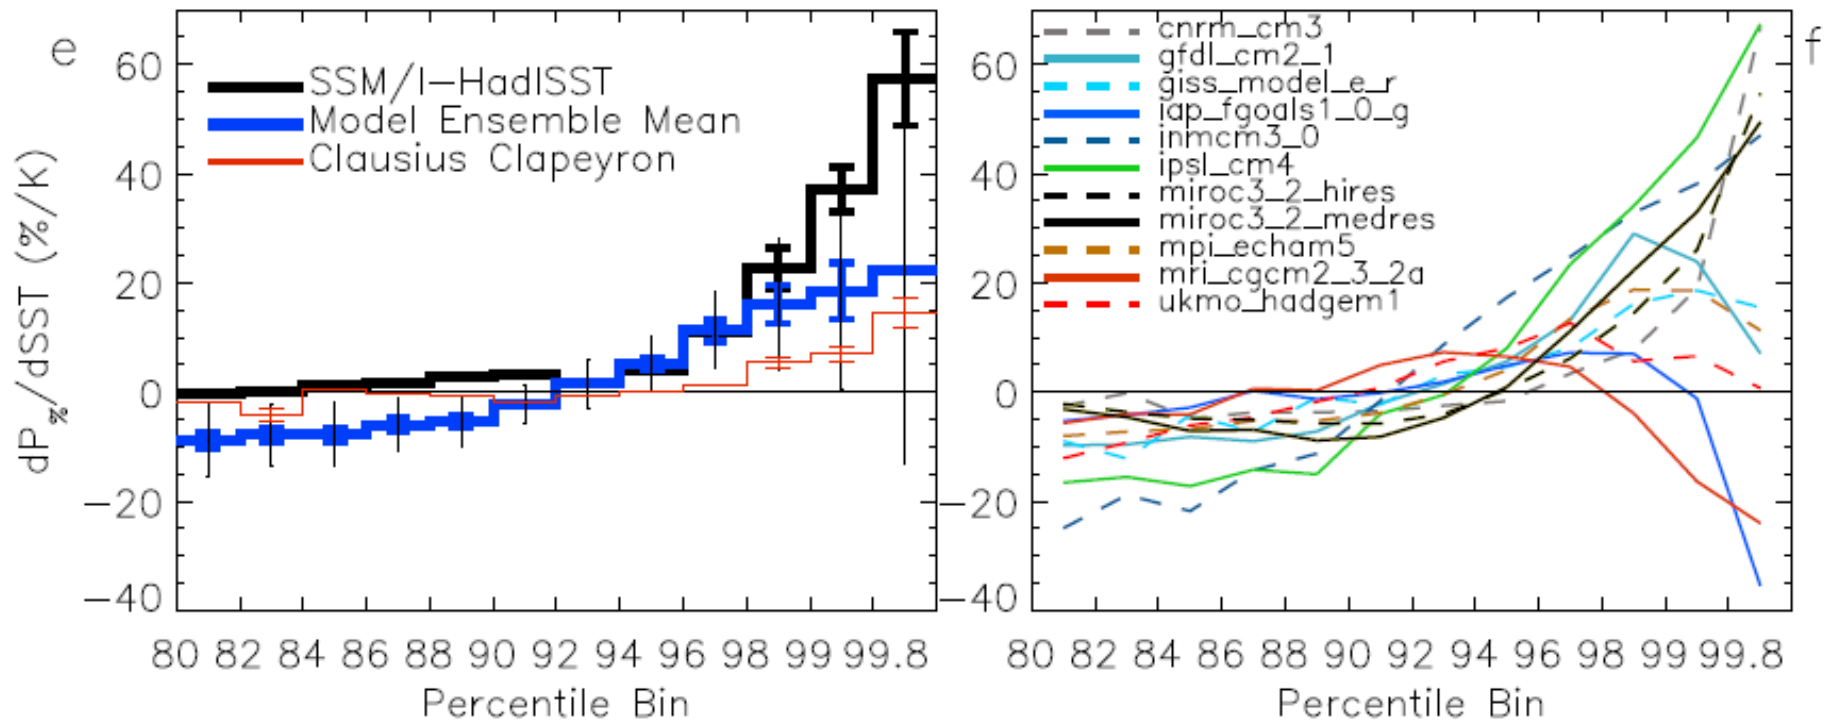 e
SSM/I-HadISST
Model Ensemble Mean
Clausius Clapeyron
dP%/dSST (%/K)
60
40
20
0
-20
-40
80 82 84 86 88 90 92 94 96 98 99 99.8
Percentile Bin
f
cnrm_cm3
gfdl_cm2_1
giss_model_e_r
iap_fgoals1_0_g
inmcm3_0
ipsl_cm4
miroc3_2_hires
miroc3_2_medres
mpi_echam5
mri_cgcm2_3_2a
ukmo_hadgem1
60
40
20
0
-20
-40
80 82 84 86 88 90 92 94 96 98 99 99.8
Percentile Bin